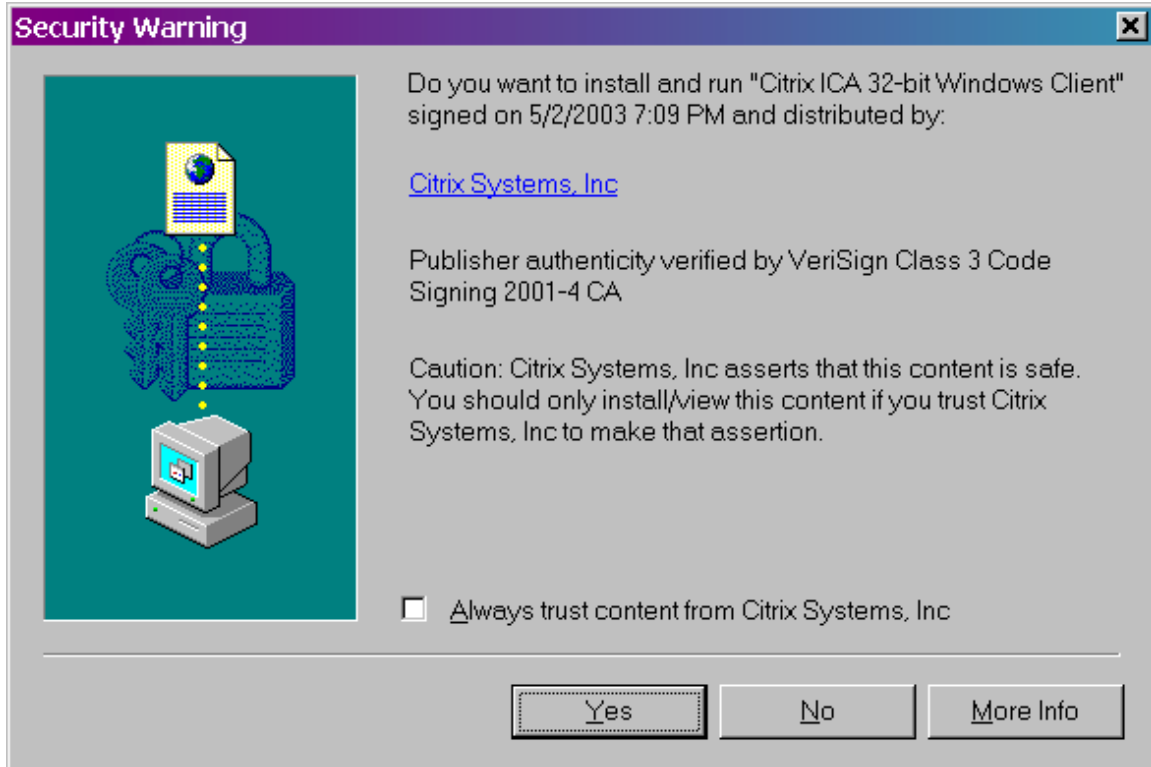 Security Warning
Do you want to install and run "Citrix ICA 32-bit Windows Client"
signed on 5/2/2003 7:09 PM and distributed by:
Citrix Systems, Inc
Publisher authenticity verified by VeriSign Class 3 Code
Signing 2001-4 CA
Caution: Citrix Systems, Inc asserts that this content is safe.
You should only install/view this content if you trust Citrix
Systems, Inc to make that assertion.
Always trust content from Citrix Systems, Inc
Yes No More Info